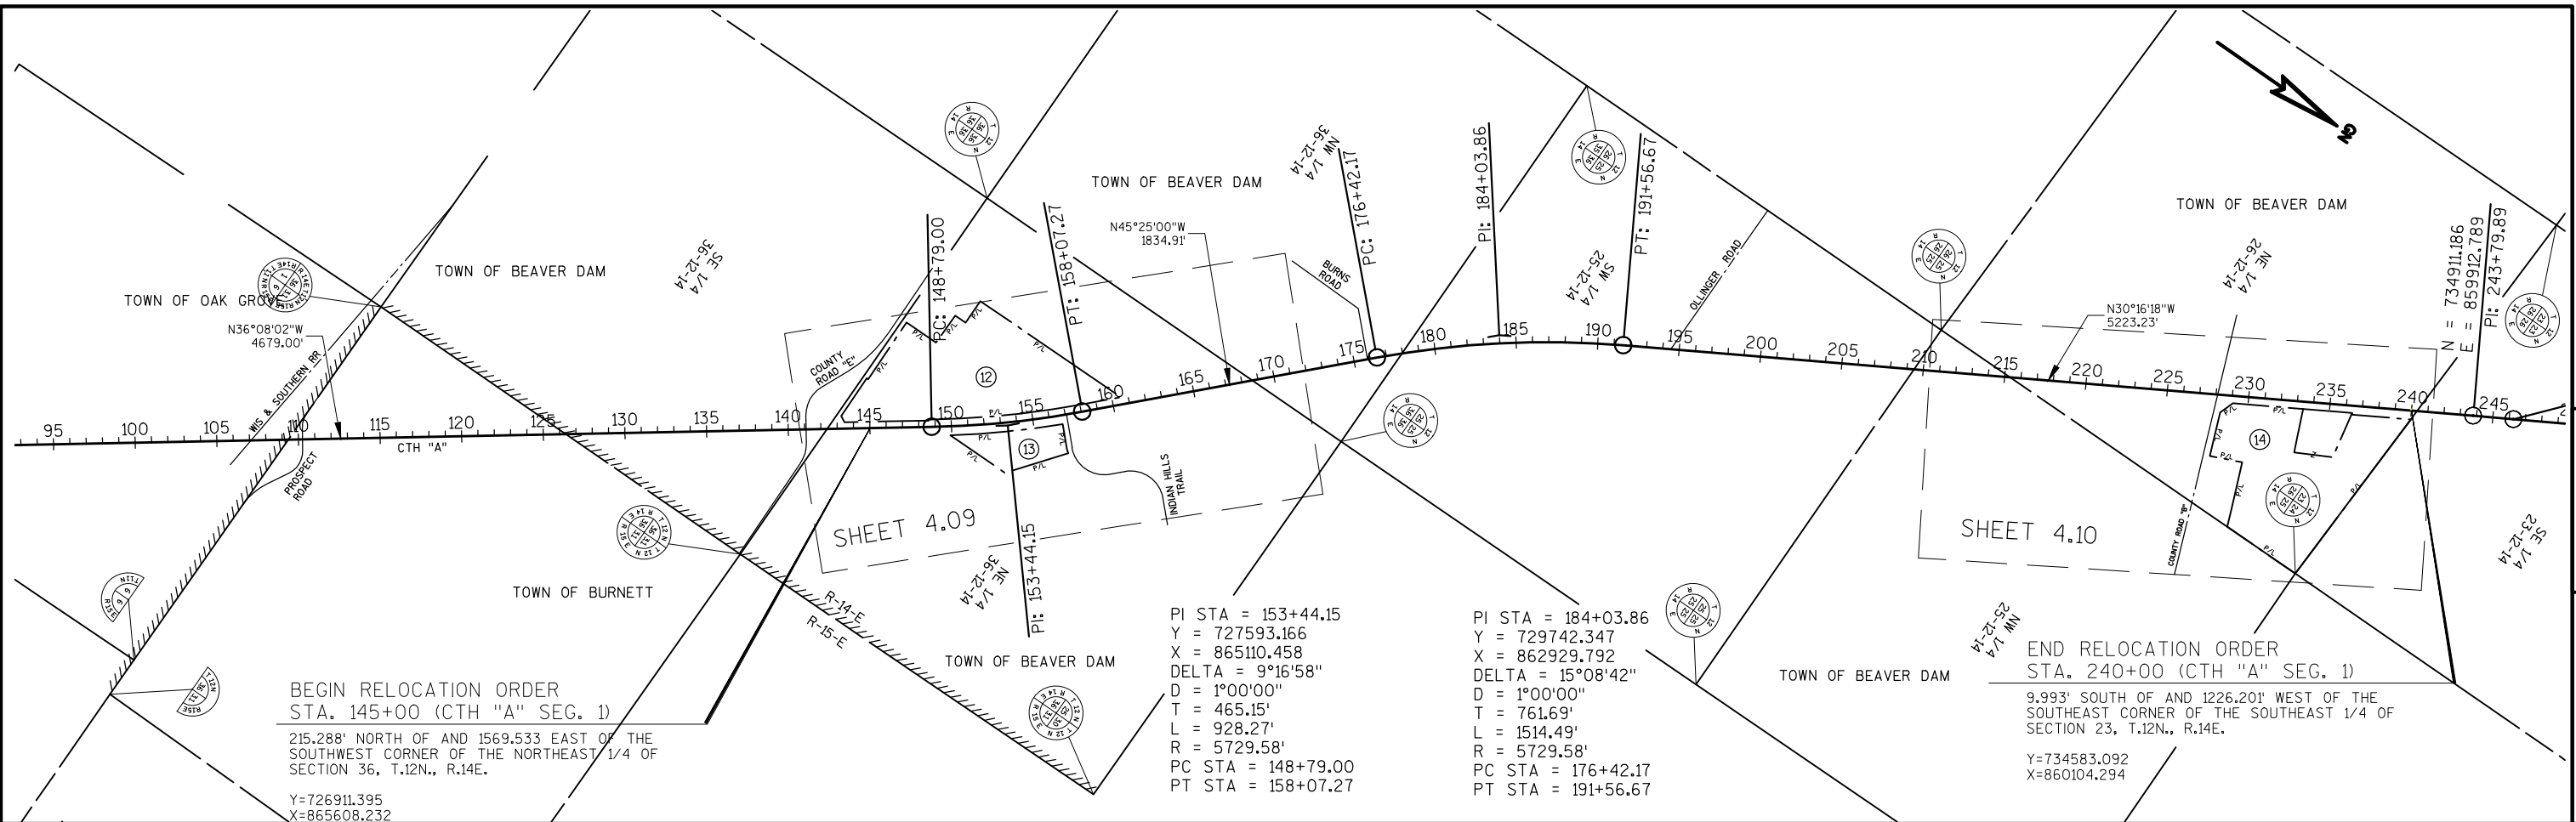 TOWN OF OAK GROVE
N36°08'02"W
4679.00'
WIS & SOUTHERN RR
PROSPECT
ROAD
TOWN OF BEAVER DAM
SE 1/4
36-12-14
CTH "A"
95
100
105
110
115
120
125
130
135
140
145
150
155
160
165
170
175
180
185
190
195
200
205
210
215
220
225
230
235
240
245
TOWN OF BURNETT
R-14-E
R-15-E
COUNTY
ROAD "E"
PC: 148+79.00
PT: 158+07.27
PI: 153+44.15
12
13
P/L
P/L
P/L
P/L
P/L
P/L
P/L
P/L
P/L
INDIAN HILLS
TRAIL
SHEET 4.09
NE 1/4
36-12-14
TOWN OF BEAVER DAM
TOWN OF BEAVER DAM
N45°25'00"W
1834.91'
BURNS
ROAD
NW 1/4
36-12-14
PC: 176+42.17
PI: 184+03.86
PT: 191+56.67
SW 1/4
25-12-14
OLLINGER ROAD
TOWN OF BEAVER DAM
NE 1/4
26-12-14
N30°16'18"W
5223.23'
N = 734911.186
E = 859912.789
PI: 243+79.89
GN
14
P/L
P/L
P/L
P/L
P/L
P/L
P/L
Z
COUNTY ROAD "B"
SHEET 4.10
SE 1/4
23-12-14
NW 1/4
25-12-14
TOWN OF BEAVER DAM
BEGIN RELOCATION ORDER
STA. 145+00 (CTH "A" SEG. 1)
215.288' NORTH OF AND 1569.533 EAST OF THE
SOUTHWEST CORNER OF THE NORTHEAST 1/4 OF
SECTION 36, T.12N., R.14E.
Y=726911.395
X=865608.232
PI STA = 153+44.15
Y = 727593.166
X = 865110.458
DELTA = 9°16'58"
D = 1°00'00"
T = 465.15'
L = 928.27'
R = 5729.58'
PC STA = 148+79.00
PT STA = 158+07.27
PI STA = 184+03.86
Y = 729742.347
X = 862929.792
DELTA = 15°08'42"
D = 1°00'00"
T = 761.69'
L = 1514.49'
R = 5729.58'
PC STA = 176+42.17
PT STA = 191+56.67
END RELOCATION ORDER
STA. 240+00 (CTH "A" SEG. 1)
9.993' SOUTH OF AND 1226.201' WEST OF THE
SOUTHEAST CORNER OF THE SOUTHEAST 1/4 OF
SECTION 23, T.12N., R.14E.
Y=734583.092
X=860104.294